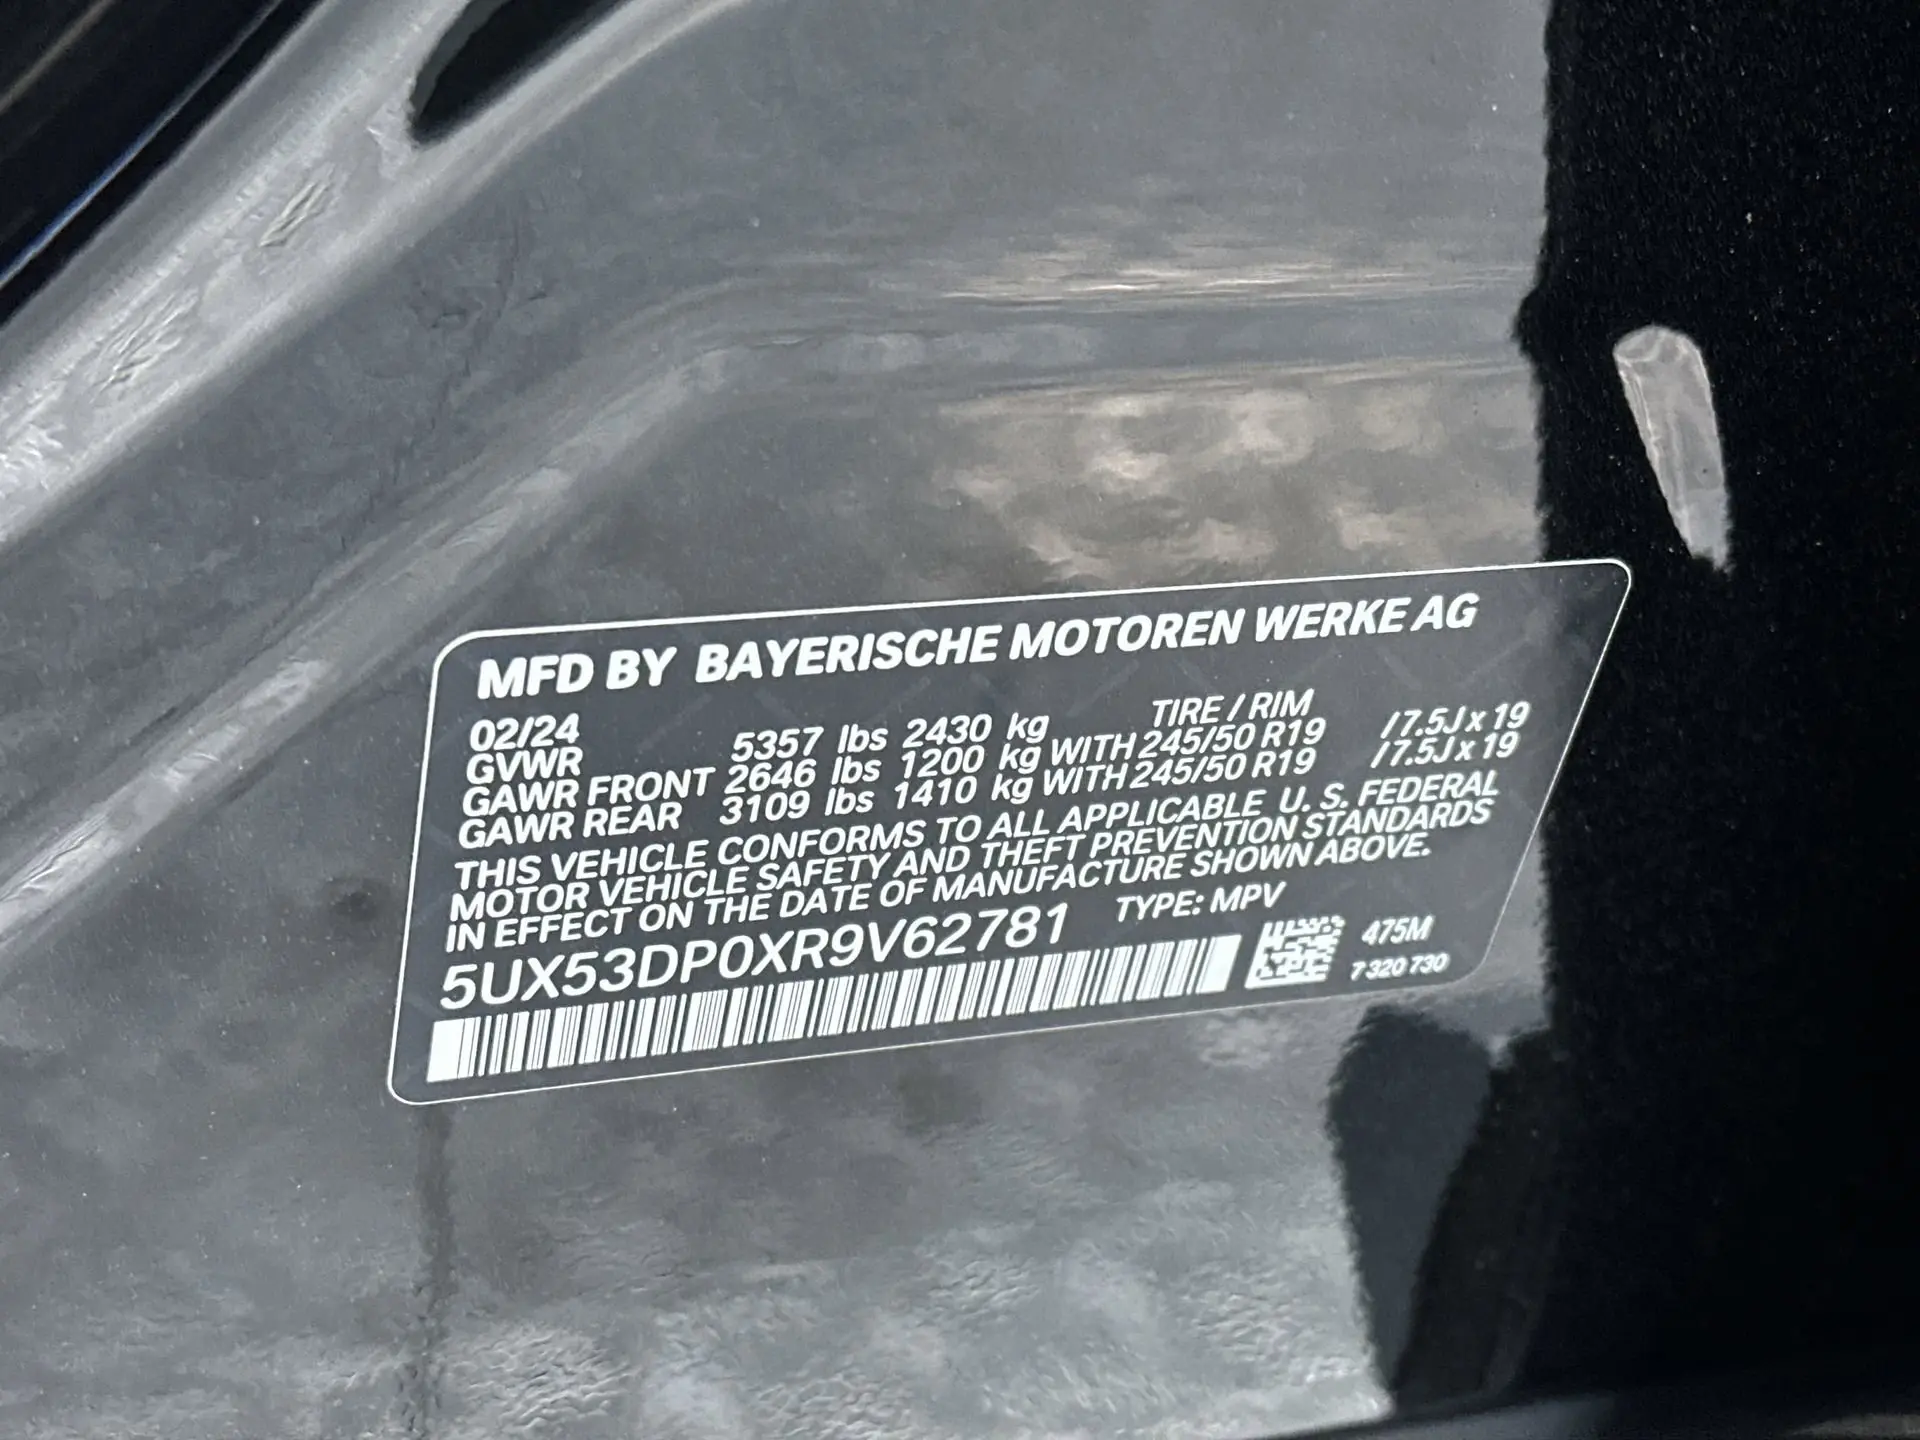 MFD BY BAYERISCHE MOTOREN WERKE AG
02/24 TIRE / RIM
GVWR 5357 lbs 2430 kg
GAWR FRONT 2646 lbs 1200 kg WITH 245/50 R19 / 7.5J x 19
GAWR REAR 3109 lbs 1410 kg WITH 245/50 R19 / 7.5J x 19
THIS VEHICLE CONFORMS TO ALL APPLICABLE U. S. FEDERAL
MOTOR VEHICLE SAFETY AND THEFT PREVENTION STANDARDS
IN EFFECT ON THE DATE OF MANUFACTURE SHOWN ABOVE.
5UX53DP0XR9V62781 TYPE: MPV
475M
7 320 730